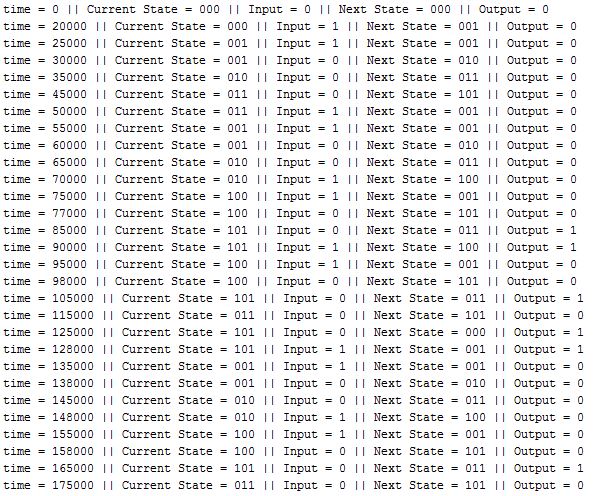 time = 0 || Current State = 000 || Input = 0 || Next State = 000 || Output = 0
time = 20000 || Current State = 000 || Input = 1 || Next State = 001 || Output = 0
time = 25000 || Current State = 001 || Input = 1 || Next State = 001 || Output = 0
time = 30000 || Current State = 001 || Input = 0 || Next State = 010 || Output = 0
time = 35000 || Current State = 010 || Input = 0 || Next State = 011 || Output = 0
time = 45000 || Current State = 011 || Input = 0 || Next State = 101 || Output = 0
time = 50000 || Current State = 011 || Input = 1 || Next State = 001 || Output = 0
time = 55000 || Current State = 001 || Input = 1 || Next State = 001 || Output = 0
time = 60000 || Current State = 001 || Input = 0 || Next State = 010 || Output = 0
time = 65000 || Current State = 010 || Input = 0 || Next State = 011 || Output = 0
time = 70000 || Current State = 010 || Input = 1 || Next State = 100 || Output = 0
time = 75000 || Current State = 100 || Input = 1 || Next State = 001 || Output = 0
time = 77000 || Current State = 100 || Input = 0 || Next State = 101 || Output = 0
time = 85000 || Current State = 101 || Input = 0 || Next State = 011 || Output = 1
time = 90000 || Current State = 101 || Input = 1 || Next State = 100 || Output = 1
time = 95000 || Current State = 100 || Input = 1 || Next State = 001 || Output = 0
time = 98000 || Current State = 100 || Input = 0 || Next State = 101 || Output = 0
time = 105000 || Current State = 101 || Input = 0 || Next State = 011 || Output = 1
time = 115000 || Current State = 011 || Input = 0 || Next State = 101 || Output = 0
time = 125000 || Current State = 101 || Input = 0 || Next State = 000 || Output = 1
time = 128000 || Current State = 101 || Input = 1 || Next State = 001 || Output = 1
time = 135000 || Current State = 001 || Input = 1 || Next State = 001 || Output = 0
time = 138000 || Current State = 001 || Input = 0 || Next State = 010 || Output = 0
time = 145000 || Current State = 010 || Input = 0 || Next State = 011 || Output = 0
time = 148000 || Current State = 010 || Input = 1 || Next State = 100 || Output = 0
time = 155000 || Current State = 100 || Input = 1 || Next State = 001 || Output = 0
time = 158000 || Current State = 100 || Input = 0 || Next State = 101 || Output = 0
time = 165000 || Current State = 101 || Input = 0 || Next State = 011 || Output = 1
time = 175000 || Current State = 011 || Input = 0 || Next State = 101 || Output = 0